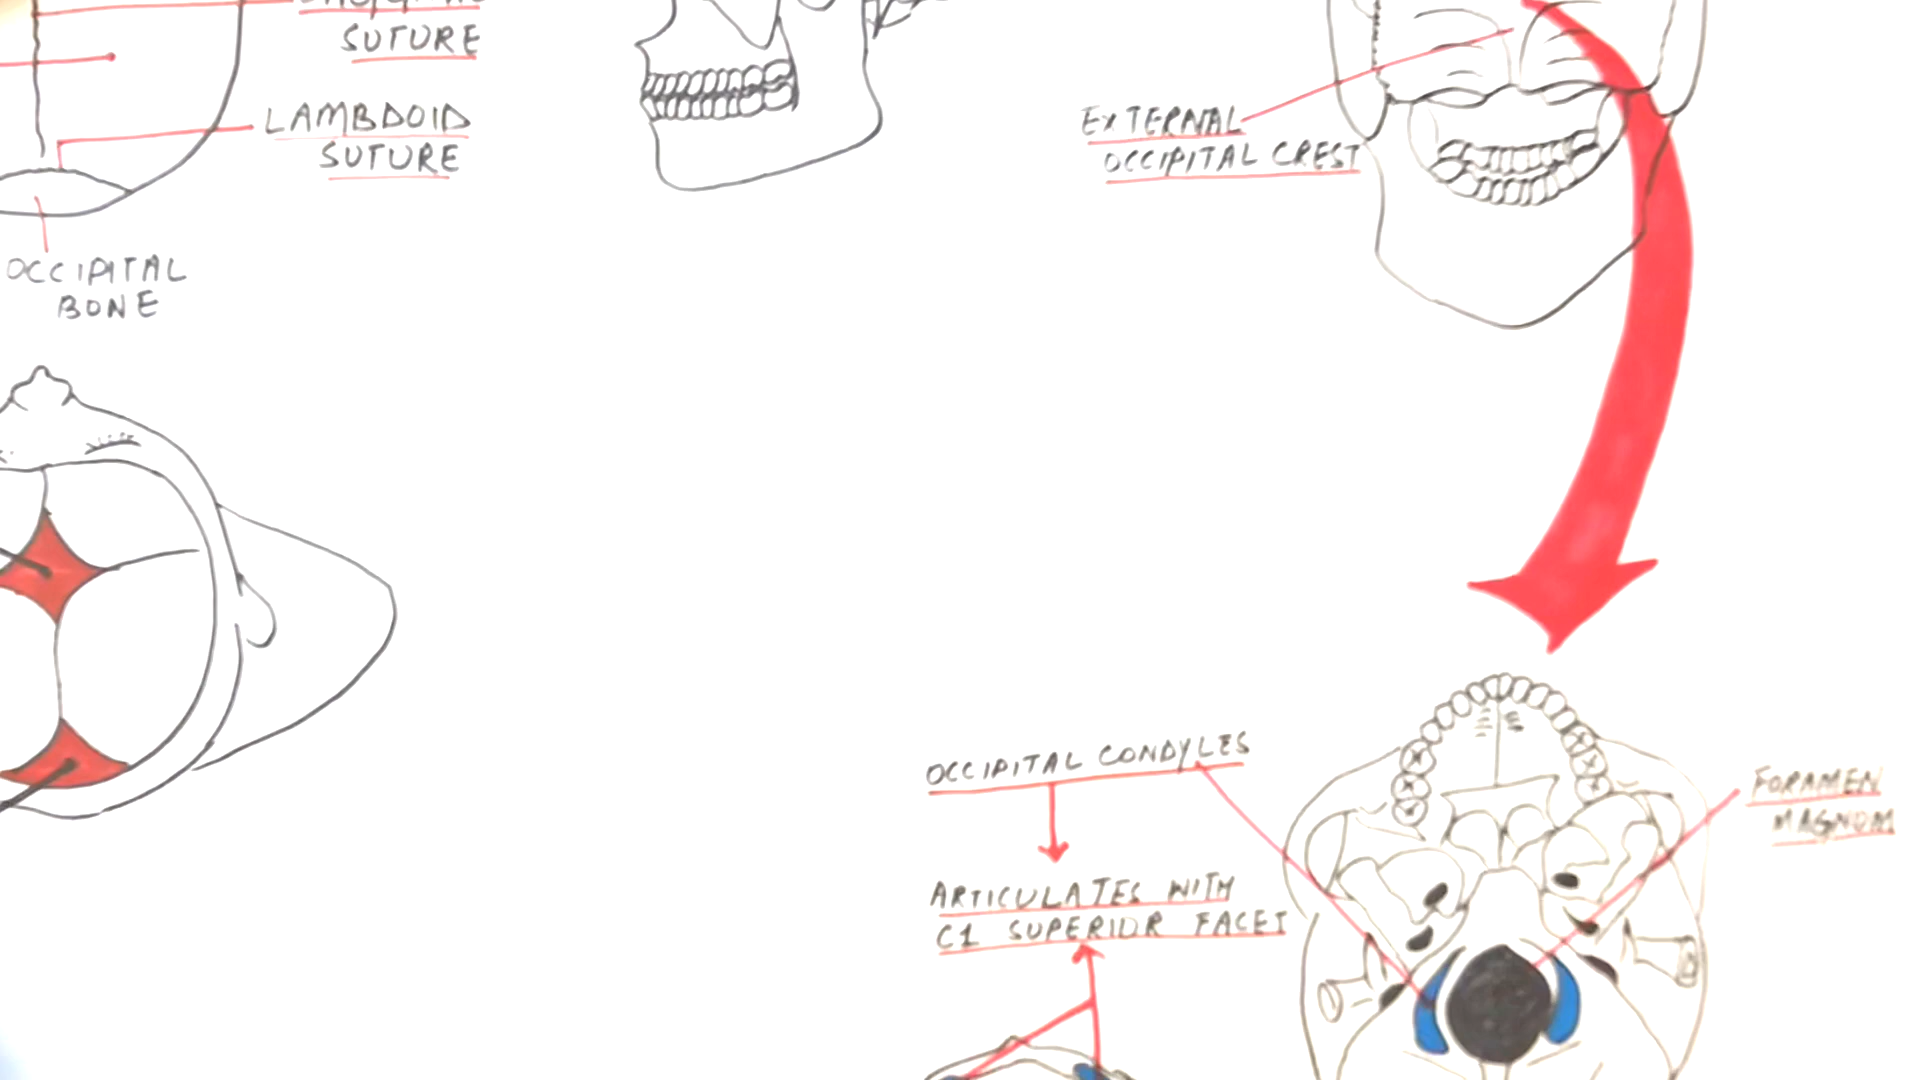 SUTURE
LAMBDOID
SUTURE
OCCIPITAL
BONE
EXTERNAL
OCCIPITAL CREST
OCCIPITAL CONDYLES
ARTICULATES WITH
C1 SUPERIOR FACET
FORAMEN
MAGNUM